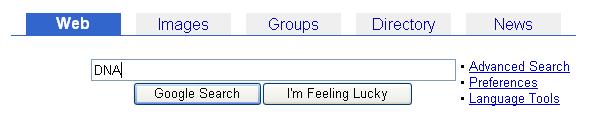 Web Images Groups Directory News
DNA
Google Search I'm Feeling Lucky
• Advanced Search
• Preferences
• Language Tools